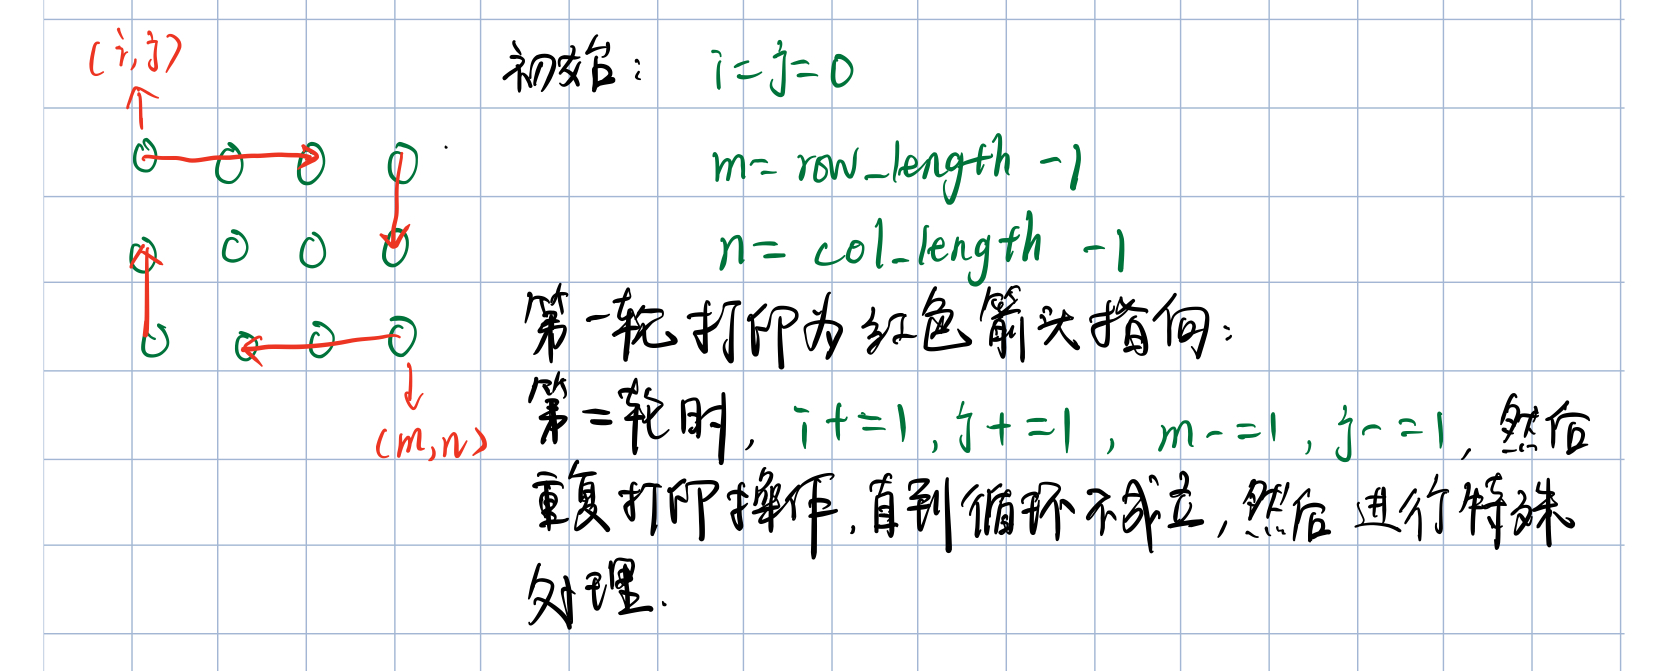 (i,j)
初始： i=j=0
m= row_length -1
n= col_length -1
第一轮打印为红色箭头指向：
(m,n)
第二轮时，i+=1，j+=1，m-=1，j-=1，然后
重复打印操作，直到循环不成立，然后进行特殊
处理.